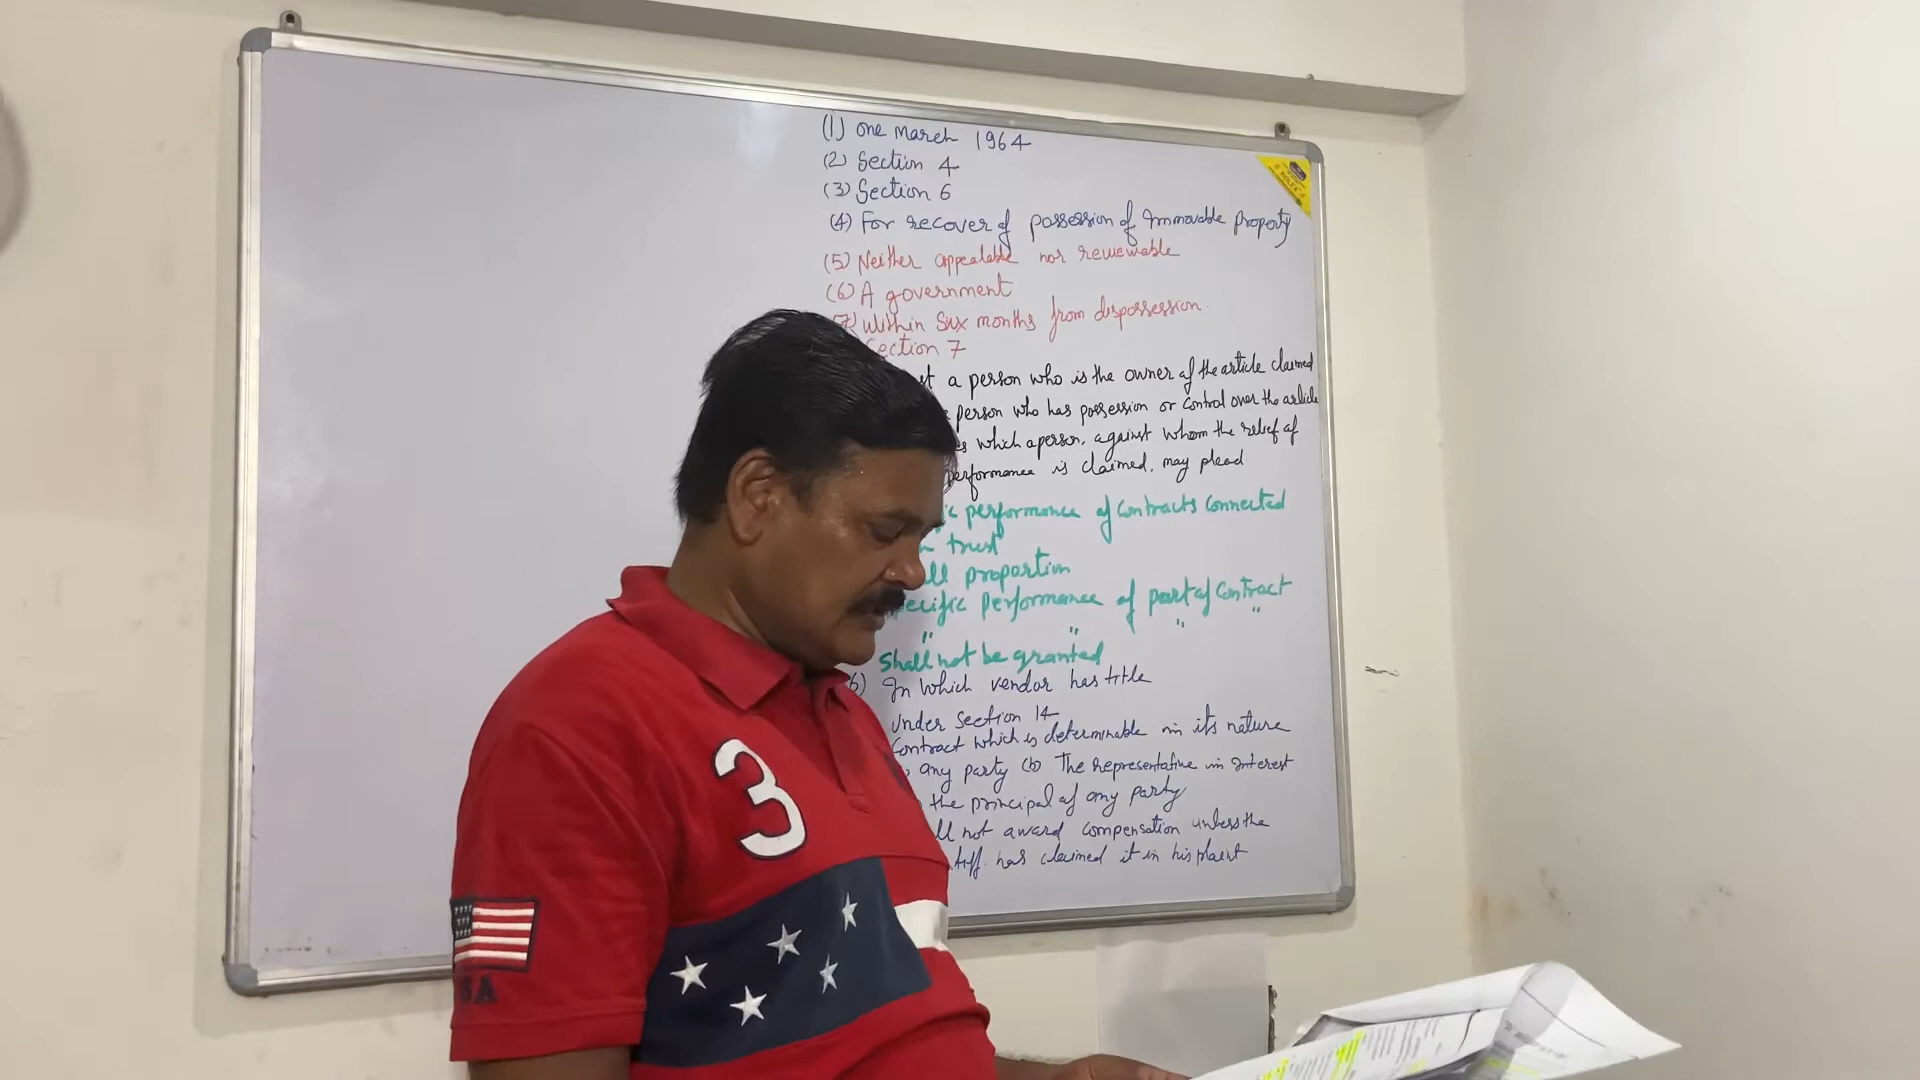 (1) one march 1964
(2) Section 4
(3) Section 6
(4) For recover of possession of Immovable property
(5) Neither appealable nor reviewable
(6) A government
within six months from dispossession
Section 7
a person who is the owner of the article claimed
person who has possession or control over the article
which a person, against whom the relief of
performance is claimed, may plead
performance of contracts connected
trust
proportion
specific performance of part of contract
" " " "
shall not be granted
6) In which vendor has title
under section 14
contract which is determinable in its nature
any party (b) The representative in interest
the principal of any party
not award compensation unless the
has claimed it in his plaint
3
SA